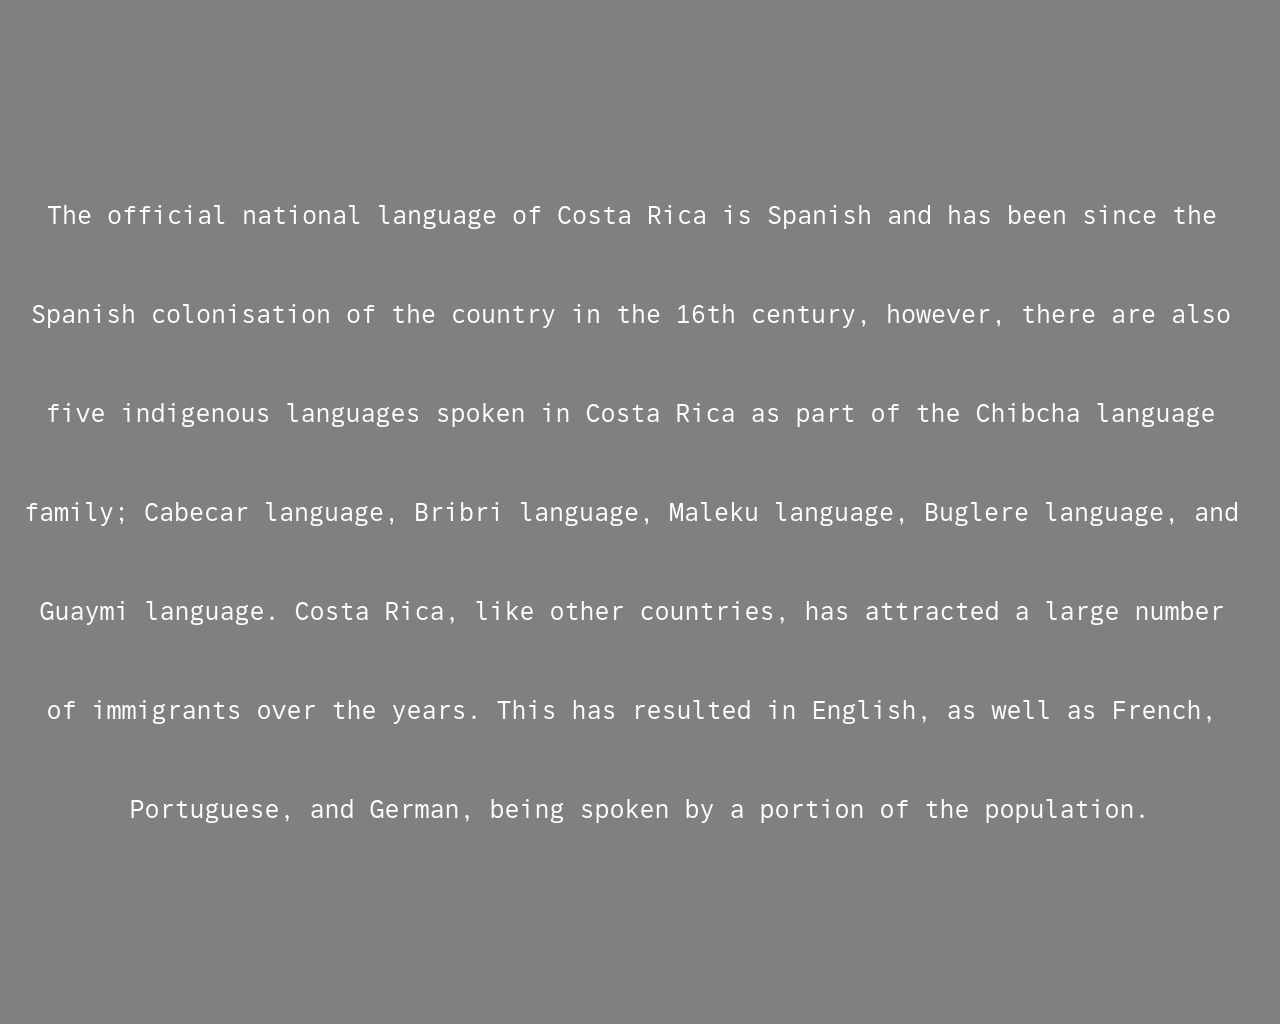 The official national language of Costa Rica is Spanish and has been since the
Spanish colonisation of the country in the 16th century, however, there are also
five indigenous languages spoken in Costa Rica as part of the Chibcha language
family; Cabecar language, Bribri language, Maleku language, Buglere language, and
Guaymi language. Costa Rica, like other countries, has attracted a large number
of immigrants over the years. This has resulted in English, as well as French,
Portuguese, and German, being spoken by a portion of the population.